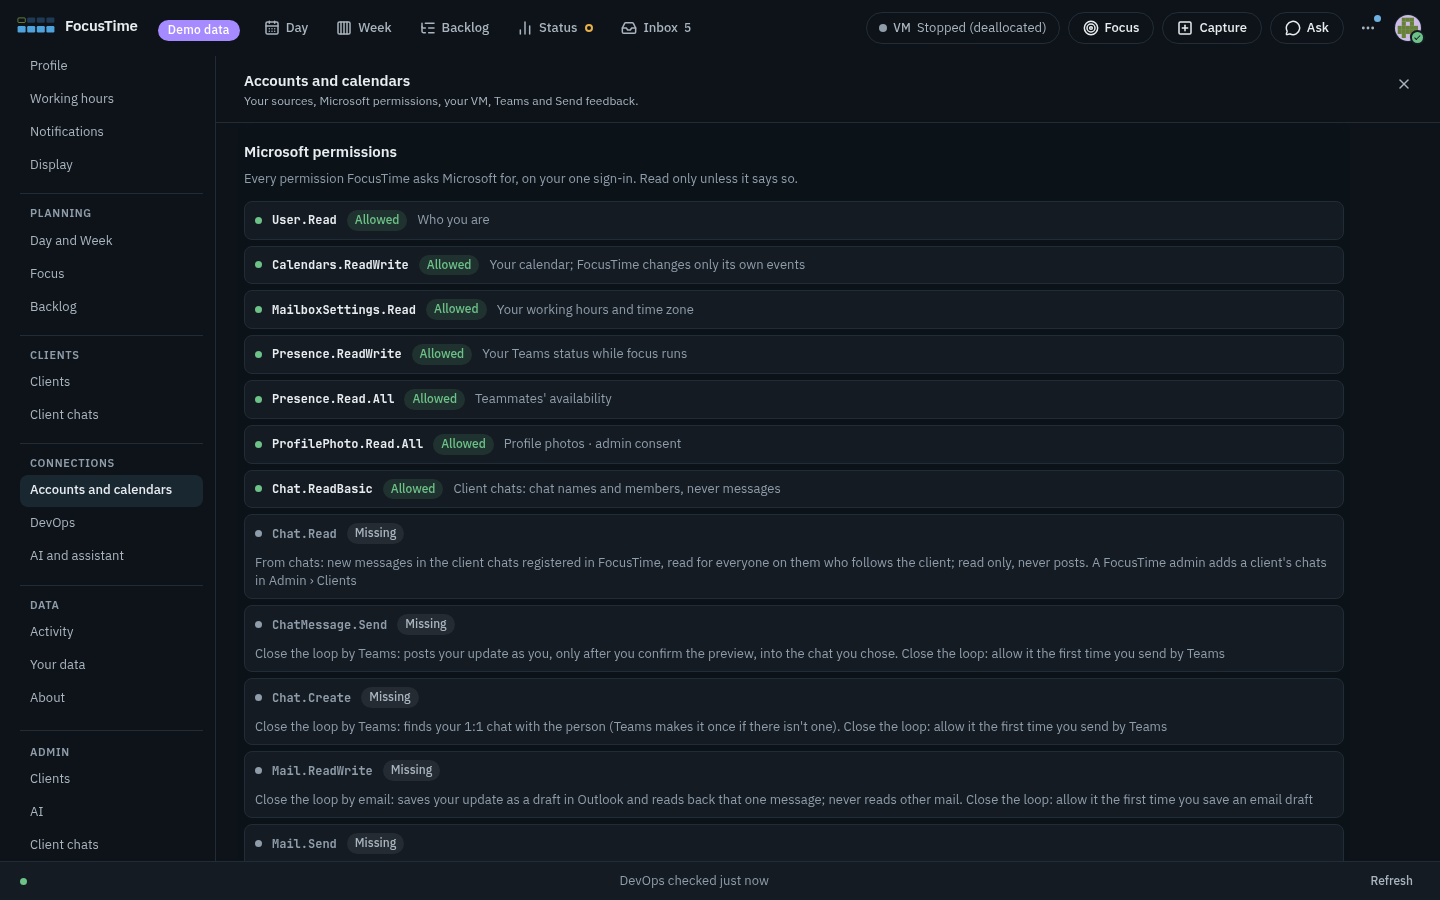 FocusTime
Demo data
Day
Week
Backlog
Status
Inbox 5
VM Stopped (deallocated)
Focus
Capture
Ask
Profile
Working hours
Notifications
Display
PLANNING
Day and Week
Focus
Backlog
CLIENTS
Clients
Client chats
CONNECTIONS
Accounts and calendars
DevOps
AI and assistant
DATA
Activity
Your data
About
ADMIN
Clients
AI
Client chats
Accounts and calendars
Your sources, Microsoft permissions, your VM, Teams and Send feedback.
Microsoft permissions
Every permission FocusTime asks Microsoft for, on your one sign-in. Read only unless it says so.
User.Read Allowed Who you are
Calendars.ReadWrite Allowed Your calendar; FocusTime changes only its own events
MailboxSettings.Read Allowed Your working hours and time zone
Presence.ReadWrite Allowed Your Teams status while focus runs
Presence.Read.All Allowed Teammates' availability
ProfilePhoto.Read.All Allowed Profile photos · admin consent
Chat.ReadBasic Allowed Client chats: chat names and members, never messages
Chat.Read Missing
From chats: new messages in the client chats registered in FocusTime, read for everyone on them who follows the client; read only, never posts. A FocusTime admin adds a client's chats
in Admin › Clients
ChatMessage.Send Missing
Close the loop by Teams: posts your update as you, only after you confirm the preview, into the chat you chose. Close the loop: allow it the first time you send by Teams
Chat.Create Missing
Close the loop by Teams: finds your 1:1 chat with the person (Teams makes it once if there isn't one). Close the loop: allow it the first time you send by Teams
Mail.ReadWrite Missing
Close the loop by email: saves your update as a draft in Outlook and reads back that one message; never reads other mail. Close the loop: allow it the first time you save an email draft
Mail.Send Missing
DevOps checked just now
Refresh